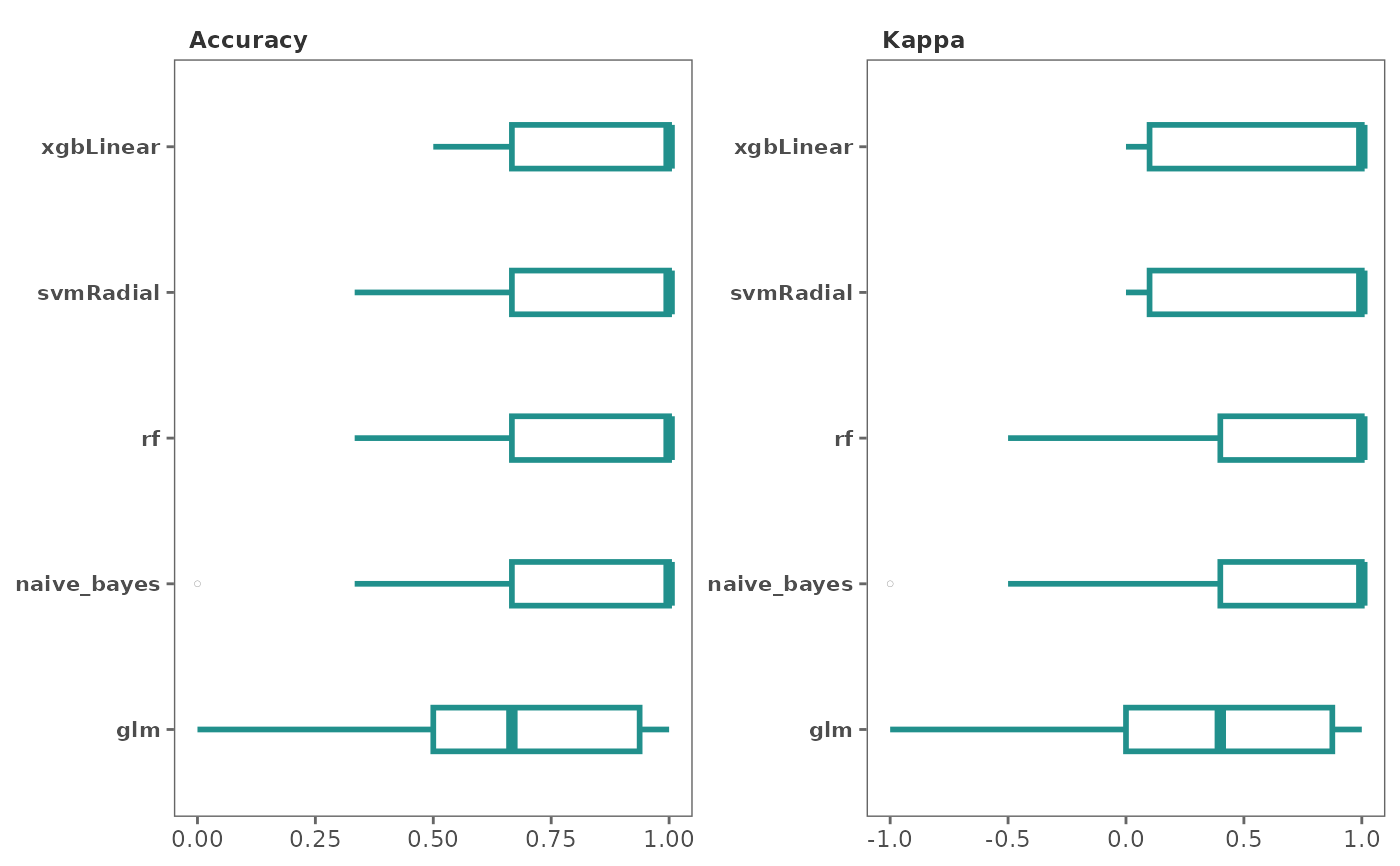 Accuracy
xgbLinear
svmRadial
rf
naive_bayes
glm
0.00 0.25 0.50 0.75 1.00
Kappa
xgbLinear
svmRadial
rf
naive_bayes
glm
-1.0 -0.5 0.0 0.5 1.0